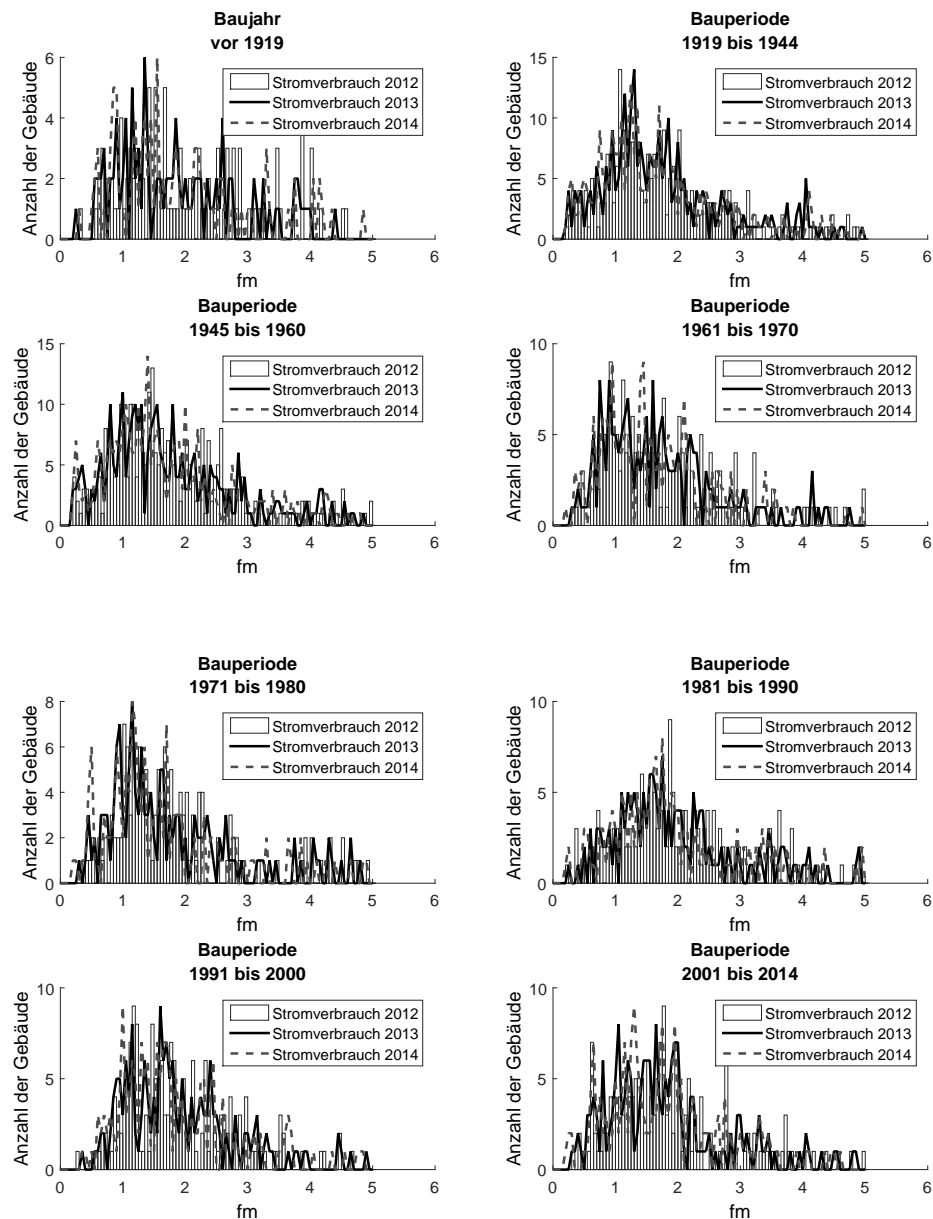 Baujahr
vor 1919
Anzahl der Gebäude
6
4
2
0
Stromverbrauch 2012
Stromverbrauch 2013
Stromverbrauch 2014
0 1 2 3 4 5 6
fm
Bauperiode
1919 bis 1944
Anzahl der Gebäude
15
10
5
0
Stromverbrauch 2012
Stromverbrauch 2013
Stromverbrauch 2014
0 1 2 3 4 5 6
fm
Bauperiode
1945 bis 1960
Anzahl der Gebäude
15
10
5
0
Stromverbrauch 2012
Stromverbrauch 2013
Stromverbrauch 2014
0 1 2 3 4 5 6
fm
Bauperiode
1961 bis 1970
Anzahl der Gebäude
10
5
0
Stromverbrauch 2012
Stromverbrauch 2013
Stromverbrauch 2014
0 1 2 3 4 5 6
fm
Bauperiode
1971 bis 1980
Anzahl der Gebäude
8
6
4
2
0
Stromverbrauch 2012
Stromverbrauch 2013
Stromverbrauch 2014
0 1 2 3 4 5 6
fm
Bauperiode
1981 bis 1990
Anzahl der Gebäude
10
5
0
Stromverbrauch 2012
Stromverbrauch 2013
Stromverbrauch 2014
0 1 2 3 4 5 6
fm
Bauperiode
1991 bis 2000
Anzahl der Gebäude
10
5
0
Stromverbrauch 2012
Stromverbrauch 2013
Stromverbrauch 2014
0 1 2 3 4 5 6
fm
Bauperiode
2001 bis 2014
Anzahl der Gebäude
10
5
0
Stromverbrauch 2012
Stromverbrauch 2013
Stromverbrauch 2014
0 1 2 3 4 5 6
fm